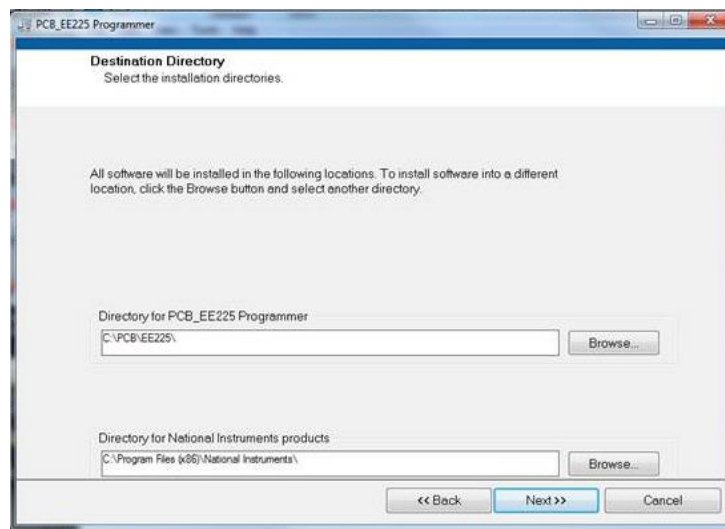 PCB_EE225 Programmer
Destination Directory
Select the installation directories.
All software will be installed in the following locations. To install software into a different
location, click the Browse button and select another directory.
Directory for PCB_EE225 Programmer
C:\PCB\EE225\
Browse...
Directory for National Instruments products
C:\Program Files (x86)\National Instruments\
Browse...
<< Back
Next >>
Cancel